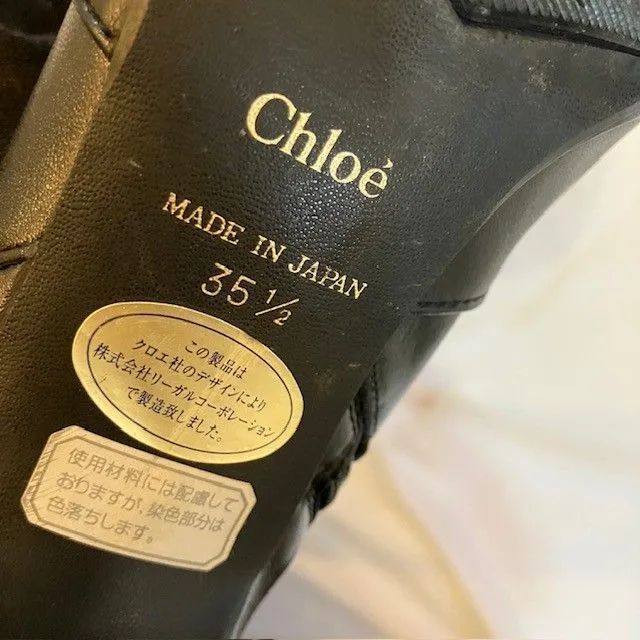 Chloé
MADE IN JAPAN
35 ½
この製品は
クロエ社のデザインにより
株式会社リーガルコーポレーション
で製造致しました。
使用材料には配慮して
おりますが、染色部分は
色落ちします。